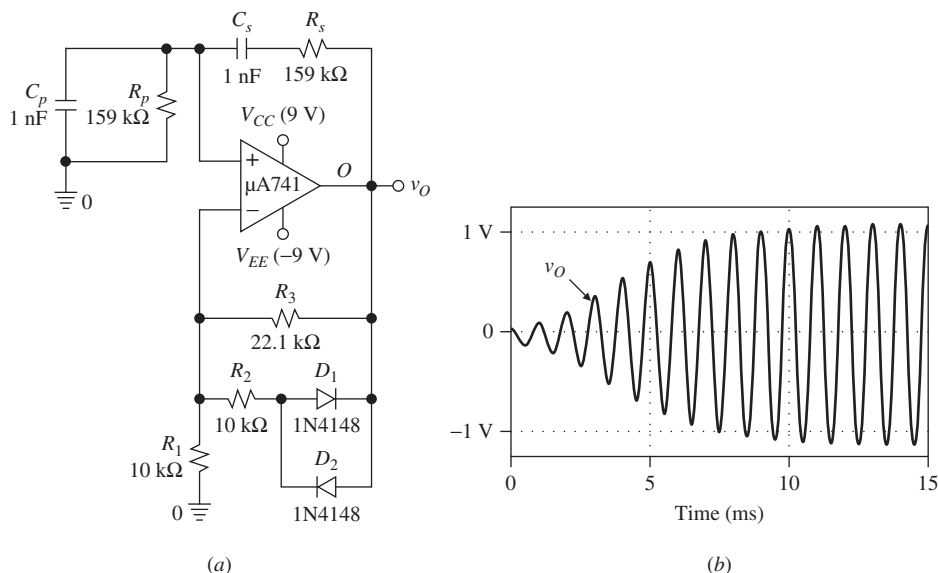 C_s
R_s
1 nF
159 kΩ
C_p
1 nF
R_p
159 kΩ
V_CC (9 V)
+
µA741
−
O
v_O
V_EE (−9 V)
0
R_3
22.1 kΩ
R_2
10 kΩ
D_1
1N4148
R_1
10 kΩ
D_2
1N4148
0
(a)
1 V
v_O
0
−1 V
0 5 10 15
Time (ms)
(b)